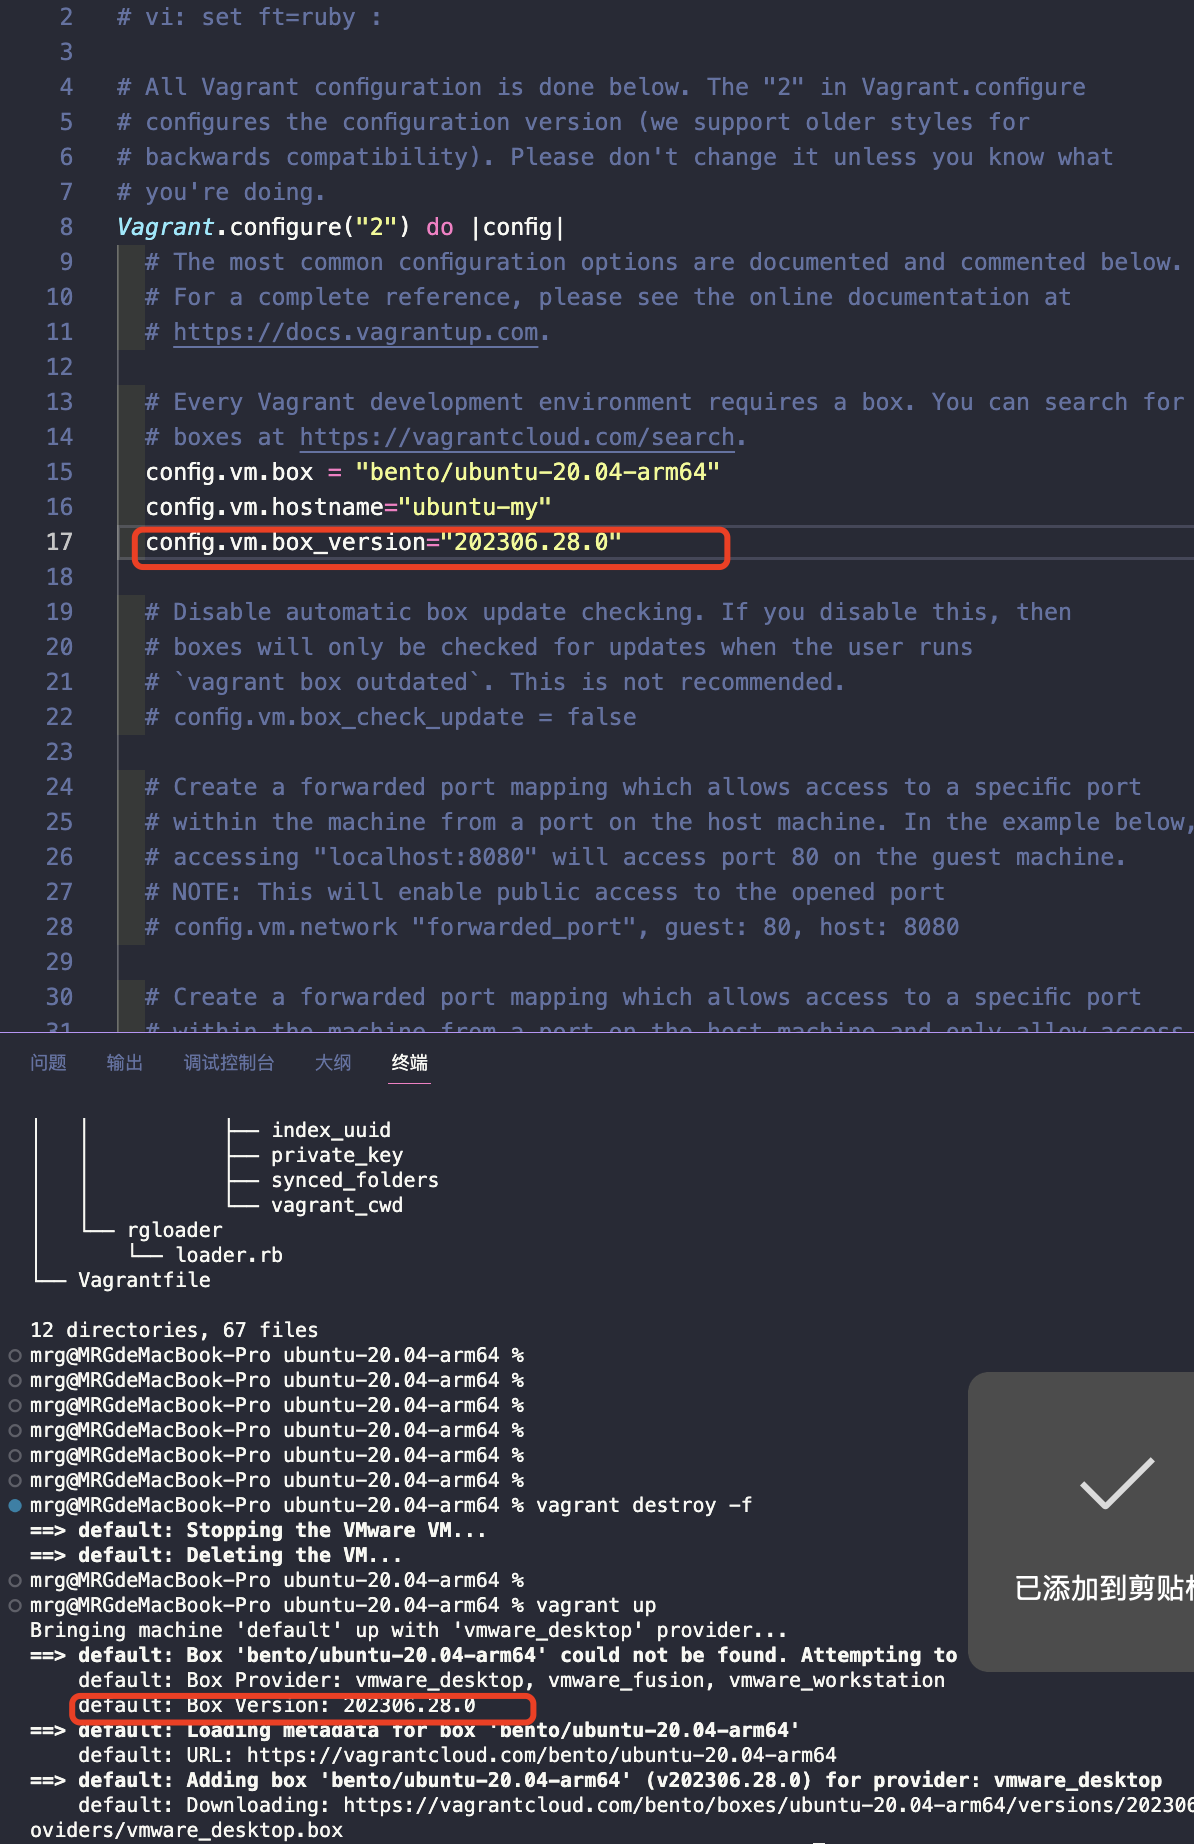 2 # vi: set ft=ruby :
3
4 # All Vagrant configuration is done below. The "2" in Vagrant.configure
5 # configures the configuration version (we support older styles for
6 # backwards compatibility). Please don't change it unless you know what
7 # you're doing.
8 Vagrant.configure("2") do |config|
9 # The most common configuration options are documented and commented below.
10 # For a complete reference, please see the online documentation at
11 # https://docs.vagrantup.com.
12
13 # Every Vagrant development environment requires a box. You can search for
14 # boxes at https://vagrantcloud.com/search.
15 config.vm.box = "bento/ubuntu-20.04-arm64"
16 config.vm.hostname="ubuntu-my"
17 config.vm.box_version="202306.28.0"
18
19 # Disable automatic box update checking. If you disable this, then
20 # boxes will only be checked for updates when the user runs
21 # `vagrant box outdated`. This is not recommended.
22 # config.vm.box_check_update = false
23
24 # Create a forwarded port mapping which allows access to a specific port
25 # within the machine from a port on the host machine. In the example below,
26 # accessing "localhost:8080" will access port 80 on the guest machine.
27 # NOTE: This will enable public access to the opened port
28 # config.vm.network "forwarded_port", guest: 80, host: 8080
29
30 # Create a forwarded port mapping which allows access to a specific port
31 # within the machine from a port on the host machine and only allow access
问题 输出 调试控制台 大纲 终端
├── index_uuid
├── private_key
├── synced_folders
└── vagrant_cwd
└── rgloader
└── loader.rb
└── Vagrantfile
12 directories, 67 files
mrg@MRGdeMacBook-Pro ubuntu-20.04-arm64 %
mrg@MRGdeMacBook-Pro ubuntu-20.04-arm64 %
mrg@MRGdeMacBook-Pro ubuntu-20.04-arm64 %
mrg@MRGdeMacBook-Pro ubuntu-20.04-arm64 %
mrg@MRGdeMacBook-Pro ubuntu-20.04-arm64 %
mrg@MRGdeMacBook-Pro ubuntu-20.04-arm64 %
mrg@MRGdeMacBook-Pro ubuntu-20.04-arm64 % vagrant destroy -f
==> default: Stopping the VMware VM...
==> default: Deleting the VM...
mrg@MRGdeMacBook-Pro ubuntu-20.04-arm64 %
已添加到剪贴
mrg@MRGdeMacBook-Pro ubuntu-20.04-arm64 % vagrant up
Bringing machine 'default' up with 'vmware_desktop' provider...
==> default: Box 'bento/ubuntu-20.04-arm64' could not be found. Attempting to
default: Box Provider: vmware_desktop, vmware_fusion, vmware_workstation
default: Box Version: 202306.28.0
==> default: Loading metadata for box 'bento/ubuntu-20.04-arm64'
default: URL: https://vagrantcloud.com/bento/ubuntu-20.04-arm64
==> default: Adding box 'bento/ubuntu-20.04-arm64' (v202306.28.0) for provider: vmware_desktop
default: Downloading: https://vagrantcloud.com/bento/boxes/ubuntu-20.04-arm64/versions/202306
oviders/vmware_desktop.box